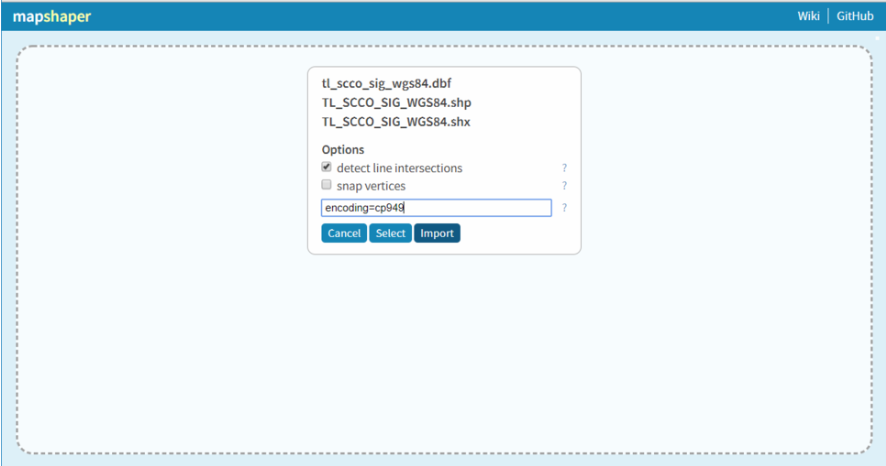 mapshaper
Wiki | GitHub
tl_scco_sig_wgs84.dbf
TL_SCCO_SIG_WGS84.shp
TL_SCCO_SIG_WGS84.shx
Options
detect line intersections ?
snap vertices ?
encoding=cp949 ?
Cancel Select Import